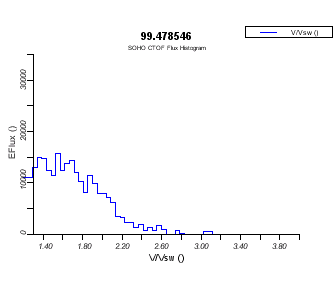 99.478546
V/Vsw ()
SOHO CTOF Flux Histogram
EFlux ()
30000
20000
10000
0
1.40 1.80 2.20 2.60 3.00 3.40 3.80
V/Vsw ()